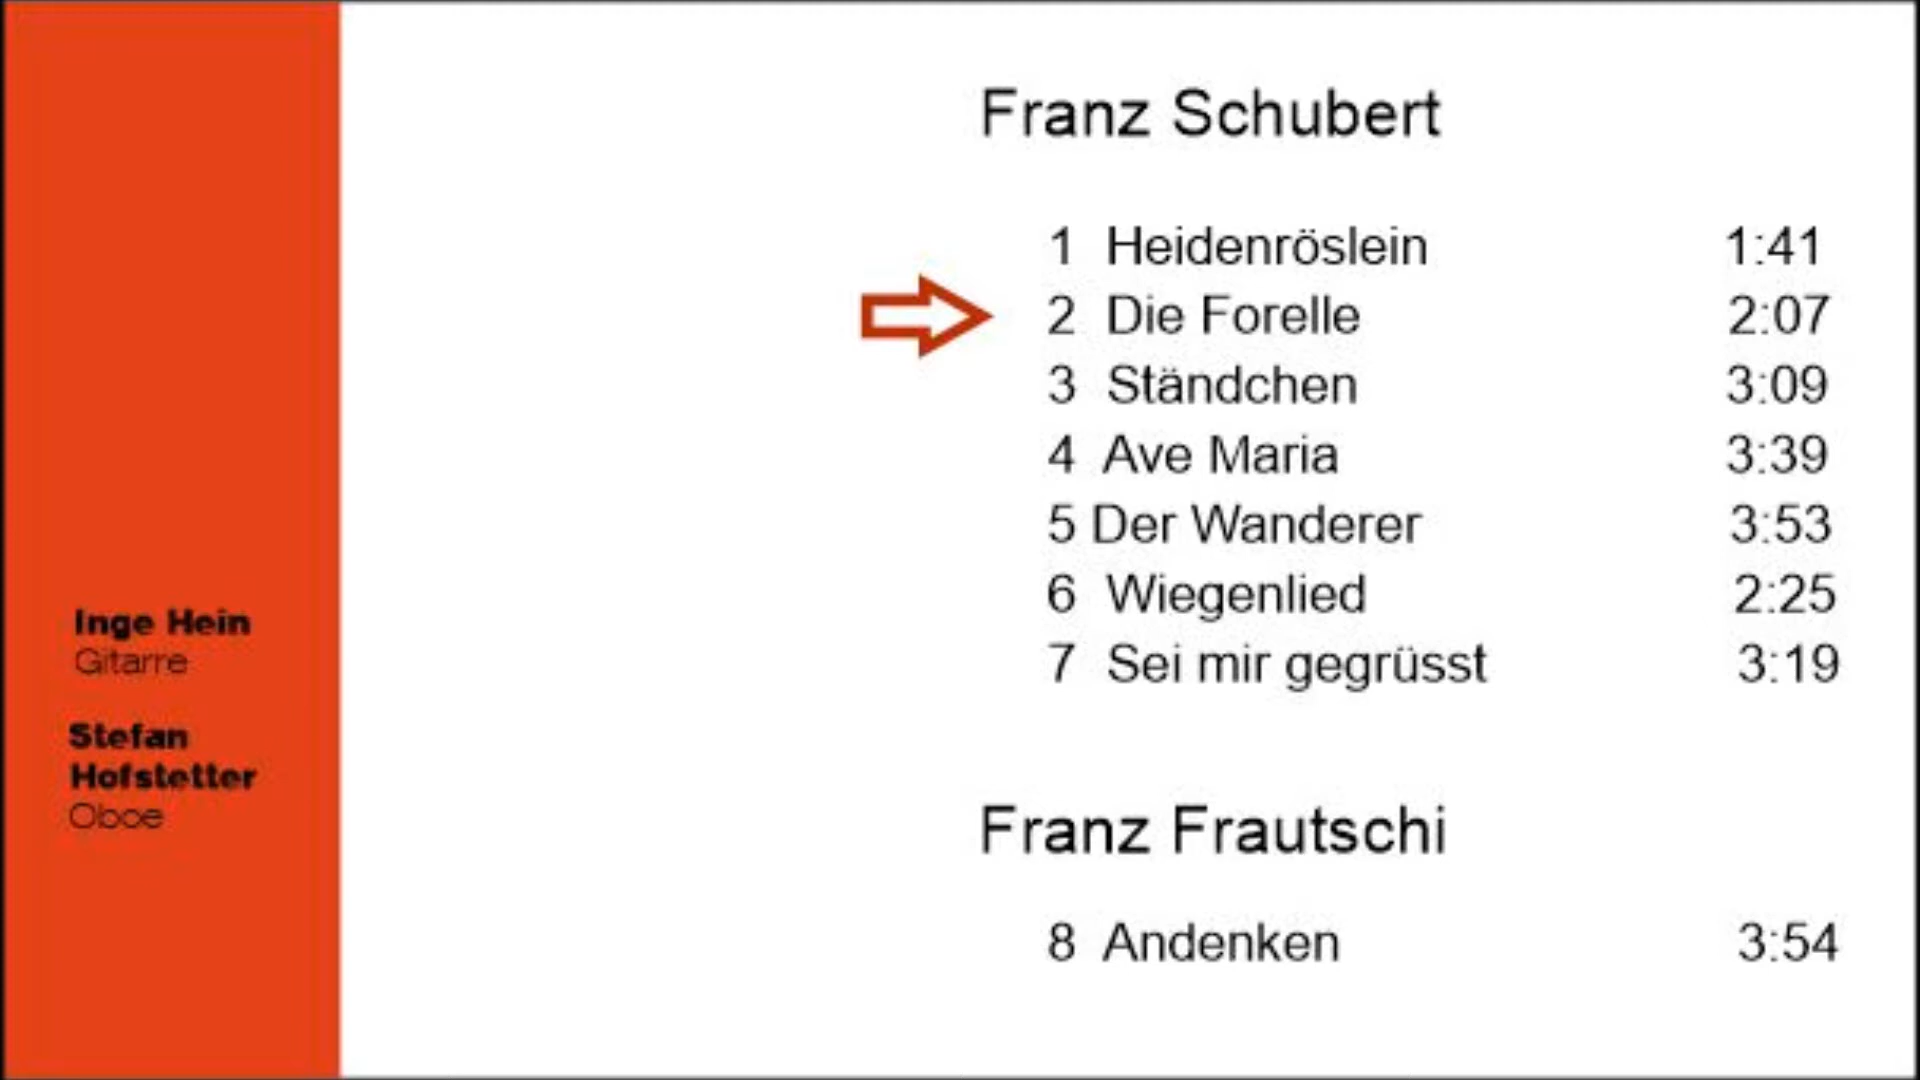 Franz Schubert
1 Heidenröslein 1:41
2 Die Forelle 2:07
3 Ständchen 3:09
4 Ave Maria 3:39
5 Der Wanderer 3:53
6 Wiegenlied 2:25
7 Sei mir gegrüsst 3:19
Franz Frautschi
8 Andenken 3:54
Inge Hein
Gitarre
Stefan
Hofstetter
Oboe